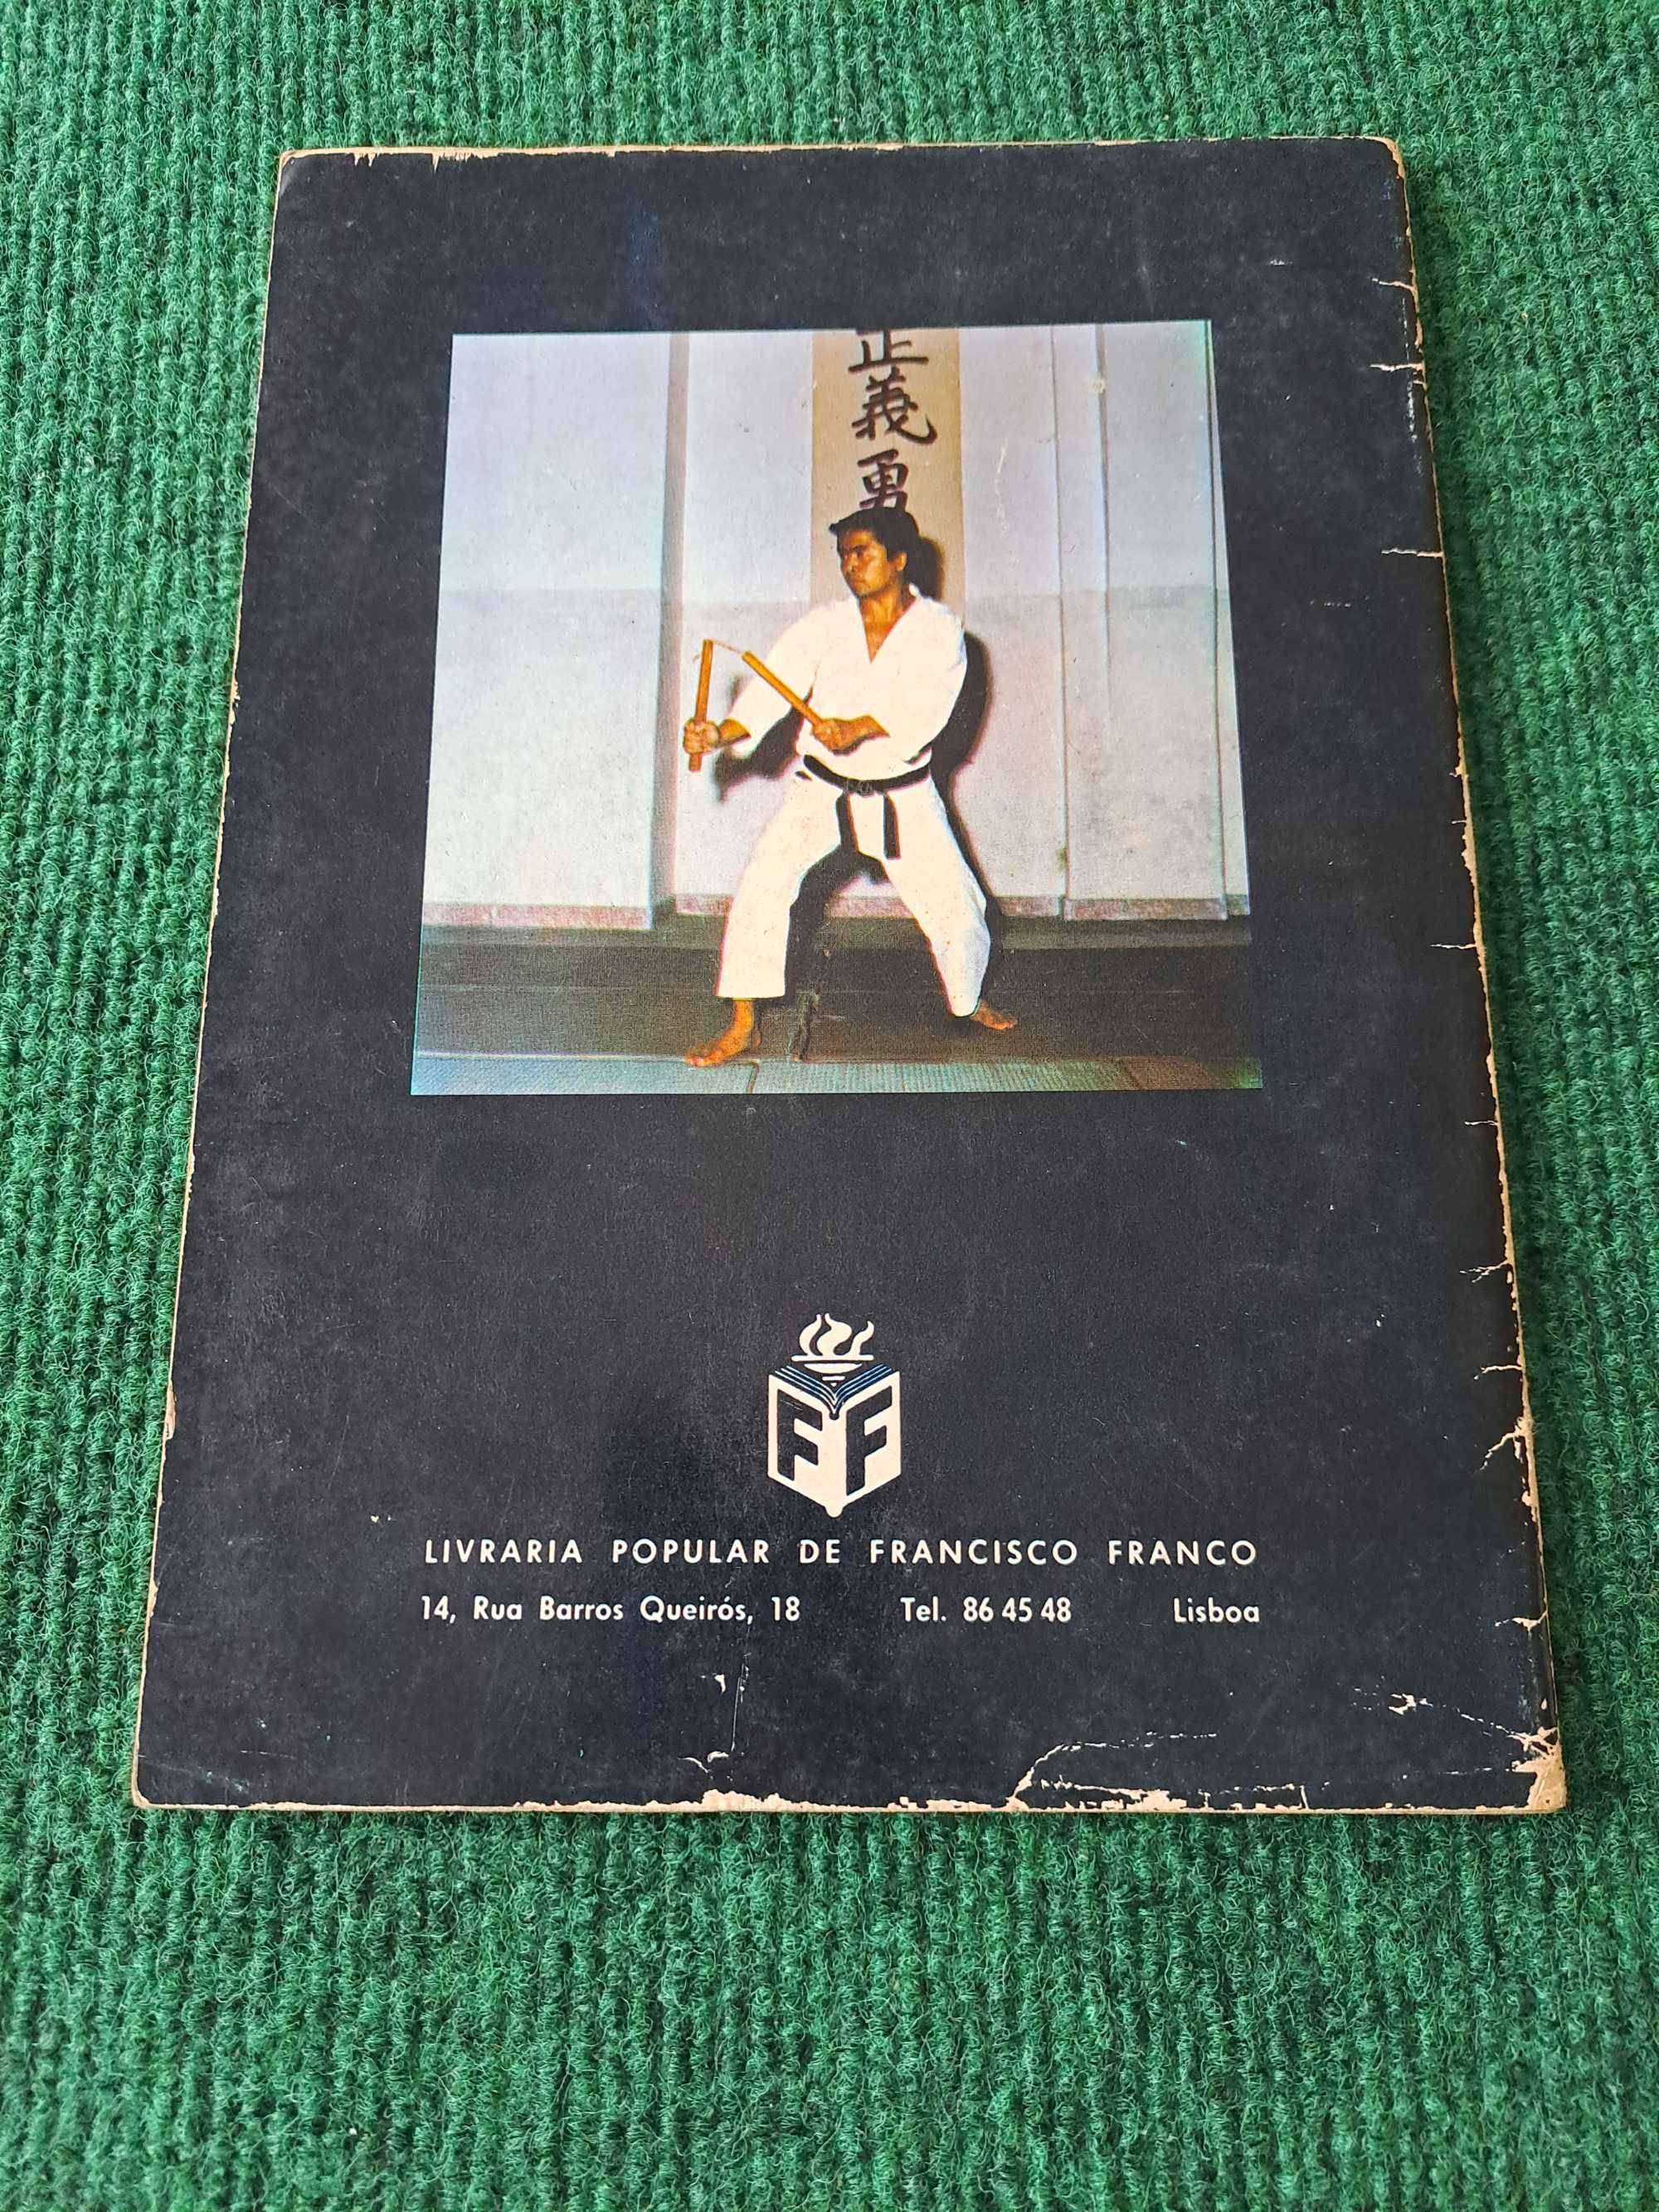 正義勇
FF
LIVRARIA POPULAR DE FRANCISCO FRANCO
14, Rua Barros Queirós, 18 Tel. 86 45 48 Lisboa